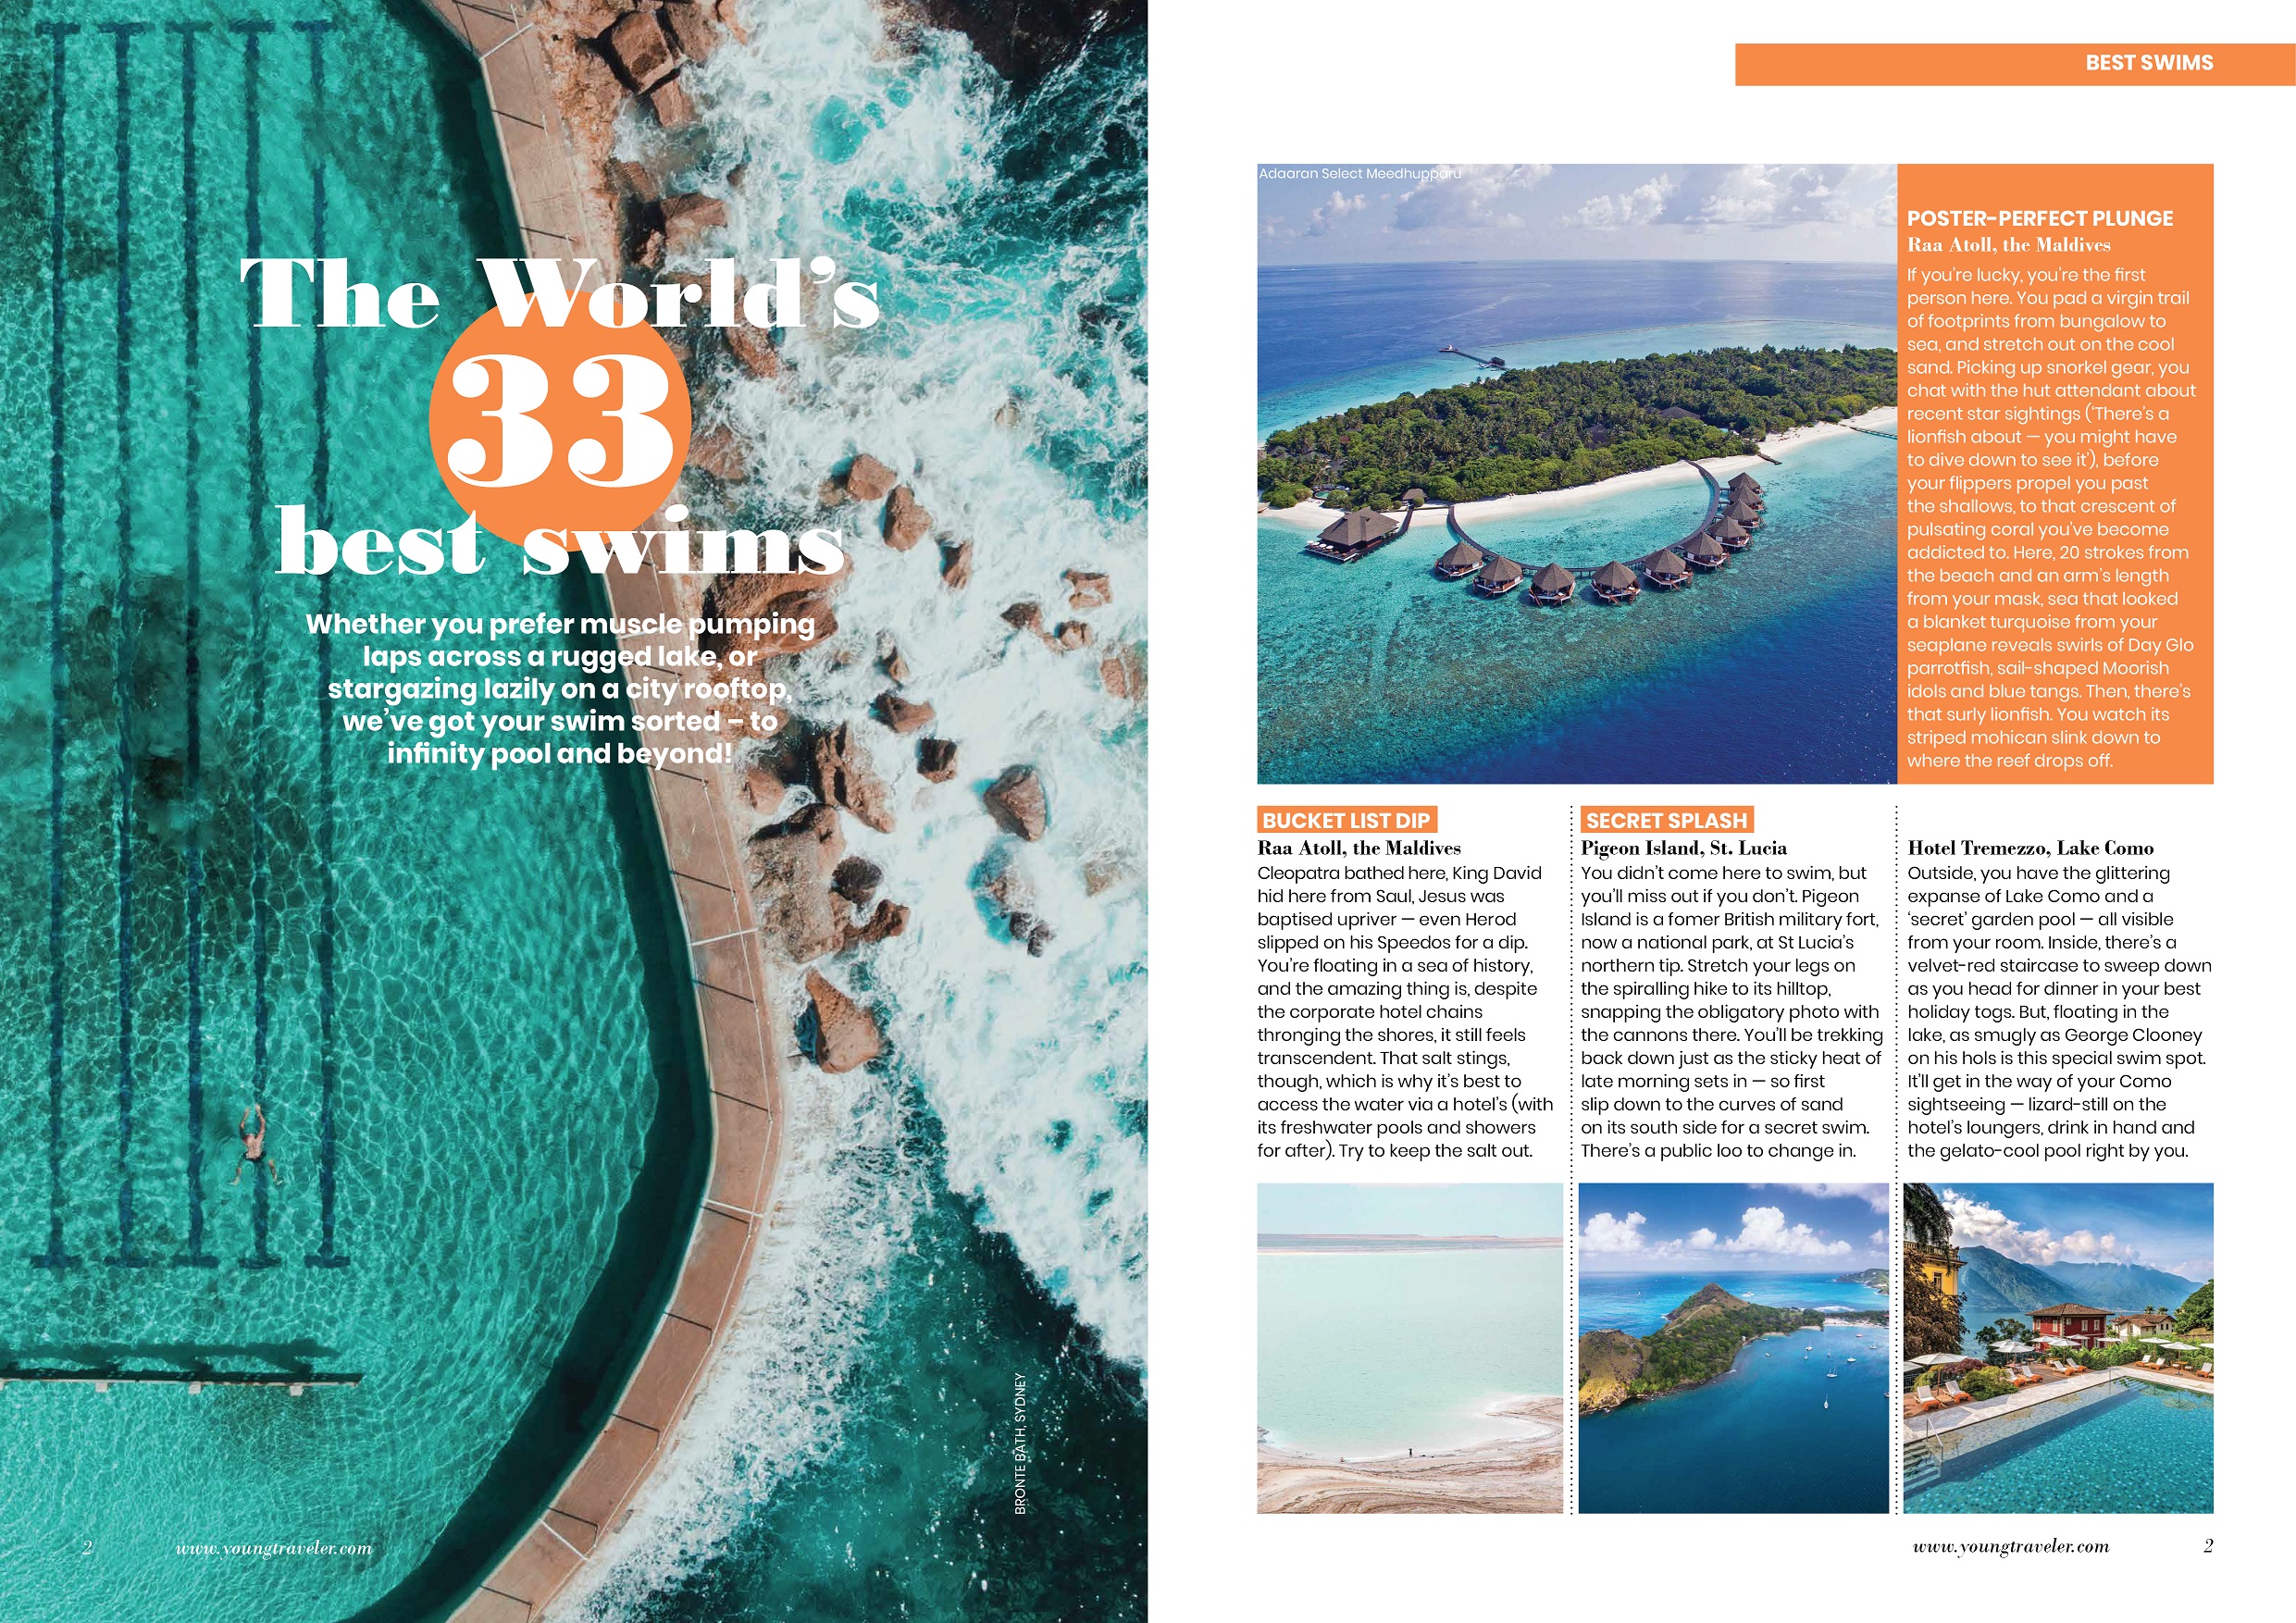 The World's
33
best swims
Whether you prefer muscle pumping
laps across a rugged lake, or
stargazing lazily on a city rooftop,
we've got your swim sorted – to
infinity pool and beyond!
BRONTE BATH, SYDNEY
2
www.youngtraveler.com
BEST SWIMS
Adaaran Select Meedhupparu
POSTER-PERFECT PLUNGE
Raa Atoll, the Maldives
If you're lucky, you're the first
person here. You pad a virgin trail
of footprints from bungalow to
sea, and stretch out on the cool
sand. Picking up snorkel gear, you
chat with the hut attendant about
recent star sightings ('There's a
lionfish about — you might have
to dive down to see it'), before
your flippers propel you past
the shallows, to that crescent of
pulsating coral you've become
addicted to. Here, 20 strokes from
the beach and an arm's length
from your mask, sea that looked
a blanket turquoise from your
seaplane reveals swirls of Day Glo
parrotfish, sail-shaped Moorish
idols and blue tangs. Then, there's
that surly lionfish. You watch its
striped mohican slink down to
where the reef drops off.
BUCKET LIST DIP
Raa Atoll, the Maldives
Cleopatra bathed here, King David
hid here from Saul, Jesus was
baptised upriver — even Herod
slipped on his Speedos for a dip.
You're floating in a sea of history,
and the amazing thing is, despite
the corporate hotel chains
thronging the shores, it still feels
transcendent. That salt stings,
though, which is why it's best to
access the water via a hotel's (with
its freshwater pools and showers
for after). Try to keep the salt out.
SECRET SPLASH
Pigeon Island, St. Lucia
You didn't come here to swim, but
you'll miss out if you don't. Pigeon
Island is a fomer British military fort,
now a national park, at St Lucia's
northern tip. Stretch your legs on
the spiralling hike to its hilltop,
snapping the obligatory photo with
the cannons there. You'll be trekking
back down just as the sticky heat of
late morning sets in — so first
slip down to the curves of sand
on its south side for a secret swim.
There's a public loo to change in.
Hotel Tremezzo, Lake Como
Outside, you have the glittering
expanse of Lake Como and a
'secret' garden pool — all visible
from your room. Inside, there's a
velvet-red staircase to sweep down
as you head for dinner in your best
holiday togs. But, floating in the
lake, as smugly as George Clooney
on his hols is this special swim spot.
It'll get in the way of your Como
sightseeing — lizard-still on the
hotel's loungers, drink in hand and
the gelato-cool pool right by you.
www.youngtraveler.com
2